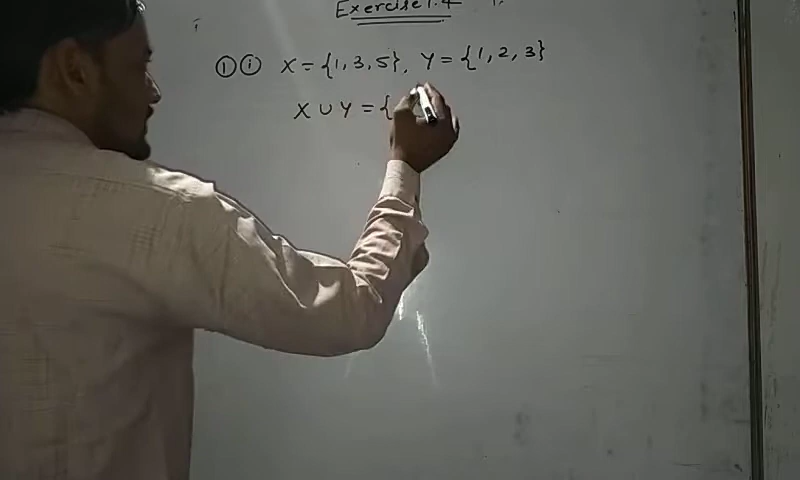 Exercise 1.4
① ⓘ X = {1, 3, 5}, Y = {1, 2, 3}
X ∪ Y = {